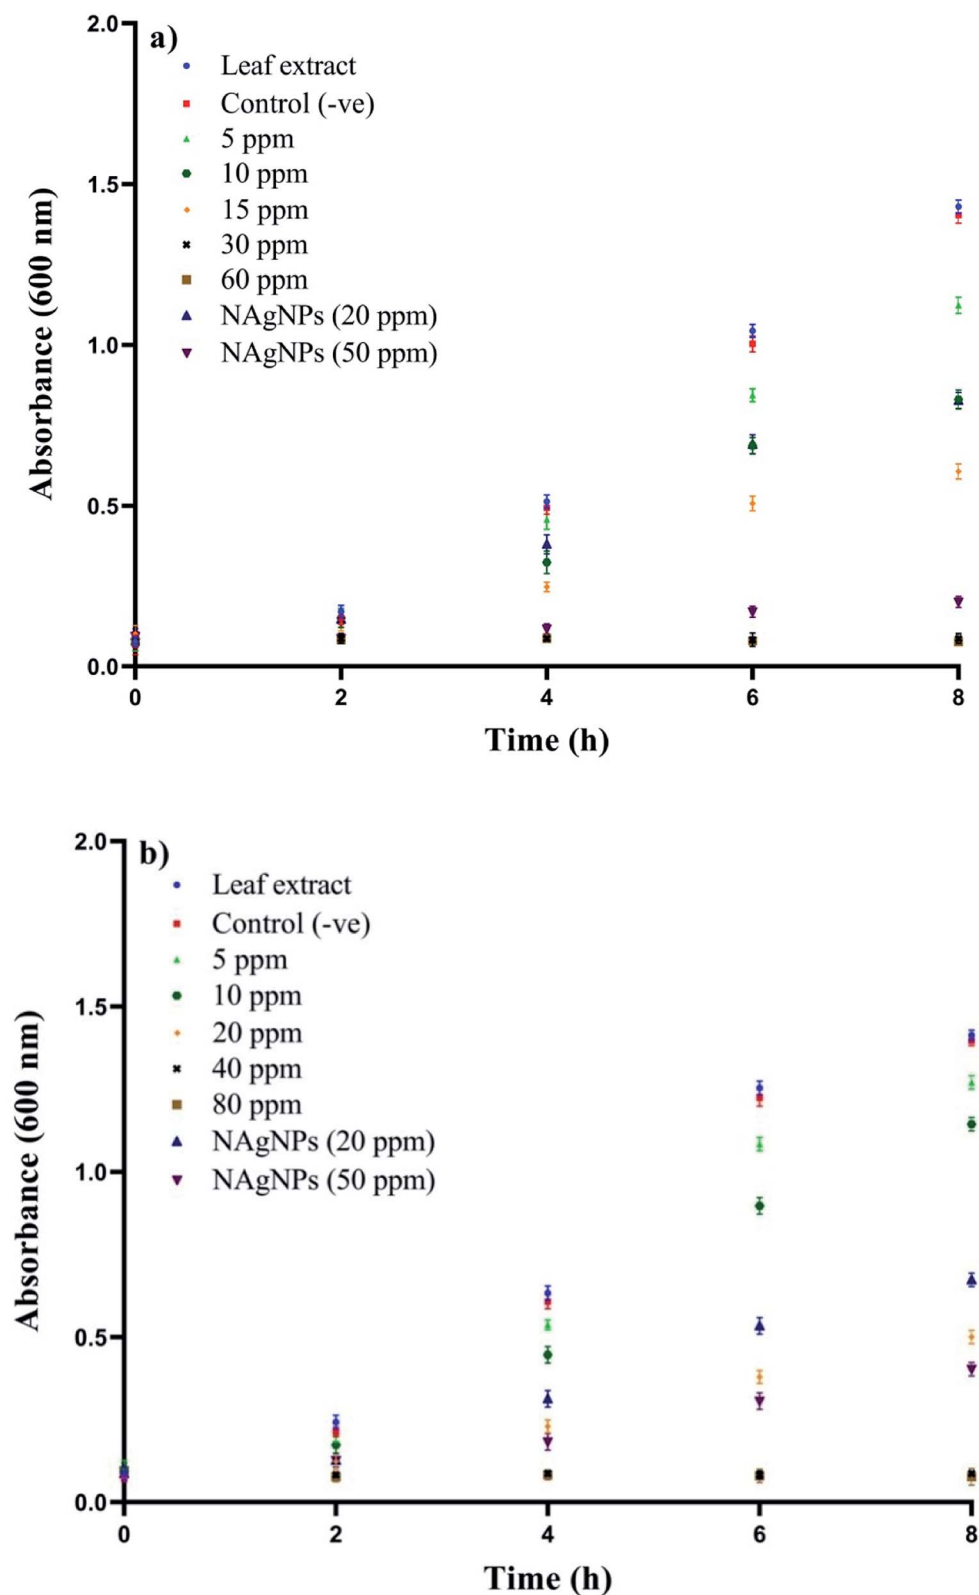 2.0
a)
Leaf extract
Control (-ve)
5 ppm
10 ppm
15 ppm
30 ppm
60 ppm
NAgNPs (20 ppm)
NAgNPs (50 ppm)
1.5
1.0
0.5
0.0
Absorbance (600 nm)
0 2 4 6 8
Time (h)
2.0
b)
Leaf extract
Control (-ve)
5 ppm
10 ppm
20 ppm
40 ppm
80 ppm
NAgNPs (20 ppm)
NAgNPs (50 ppm)
1.5
1.0
0.5
0.0
Absorbance (600 nm)
0 2 4 6 8
Time (h)